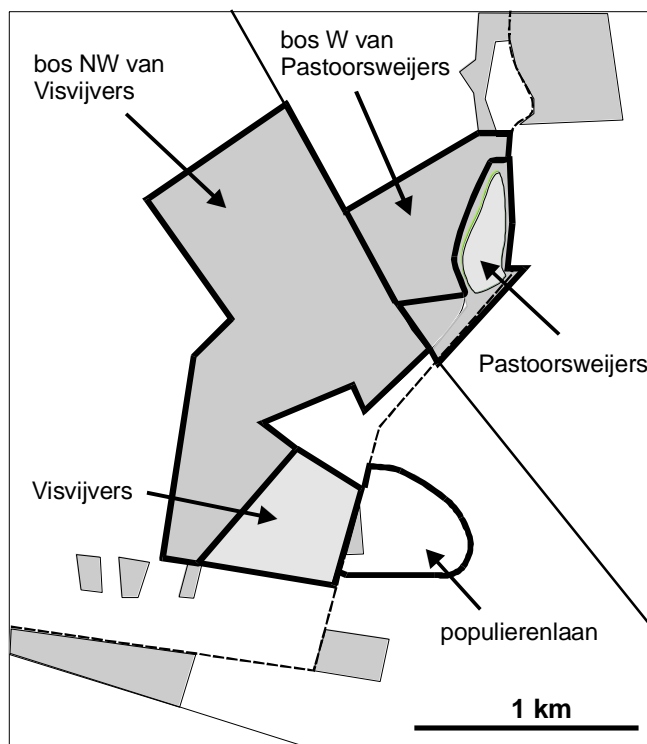 bos NW van
Visvijvers
bos W van
Pastoorsweijers
Pastoorsweijers
Visvijvers
populierenlaan
1 km